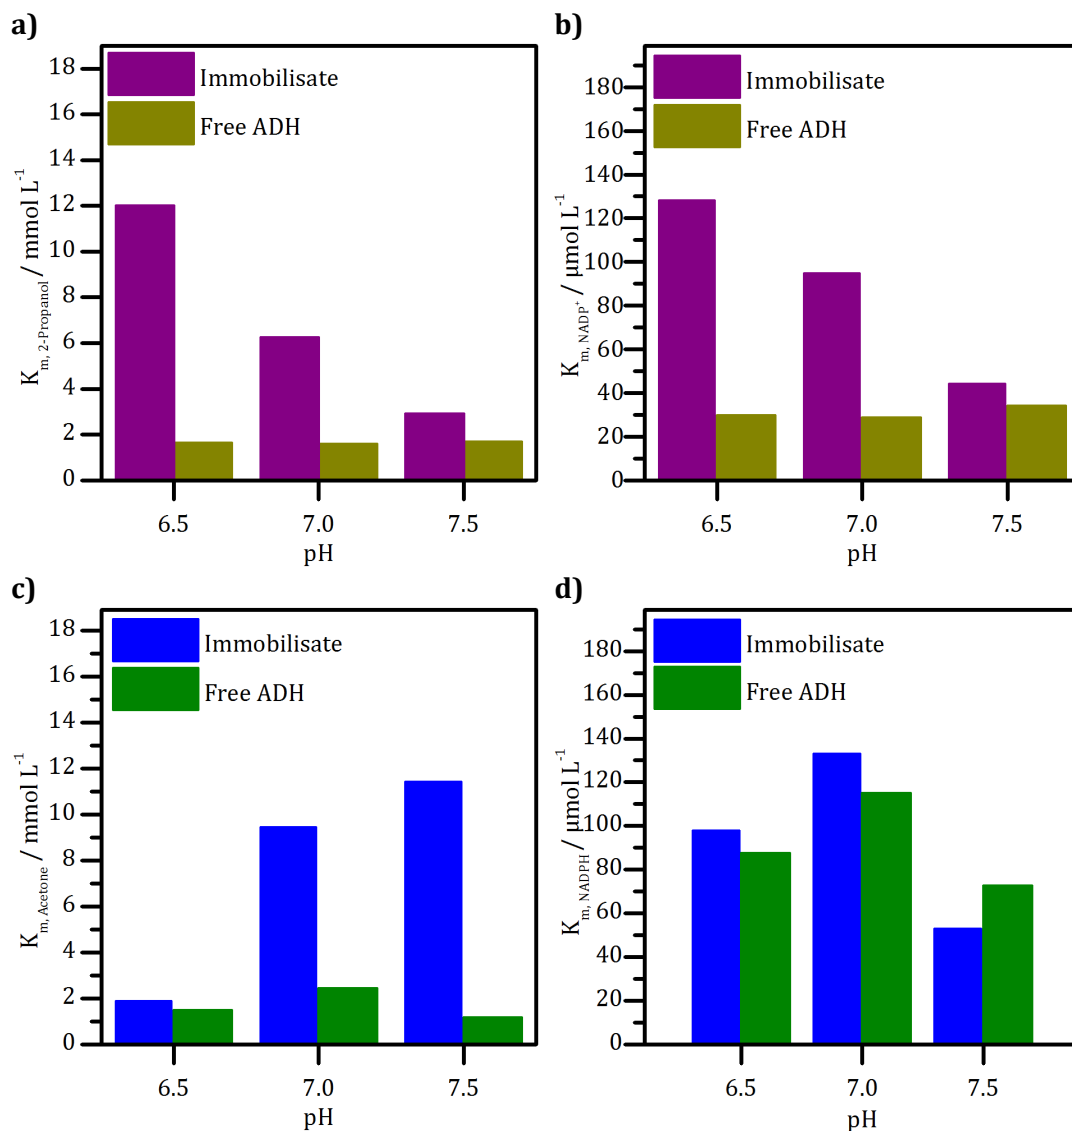 a)
K m, 2-Propanol / mmol L-1
18
16
14
12
10
8
6
4
2
0
Immobilisate
Free ADH
6.5 7.0 7.5
pH
b)
K m, NADP+ / µmol L-1
180
160
140
120
100
80
60
40
20
0
Immobilisate
Free ADH
6.5 7.0 7.5
pH
c)
K m, Acetone / mmol L-1
18
16
14
12
10
8
6
4
2
0
Immobilisate
Free ADH
6.5 7.0 7.5
pH
d)
K m, NADPH / µmol L-1
180
160
140
120
100
80
60
40
20
0
Immobilisate
Free ADH
6.5 7.0 7.5
pH